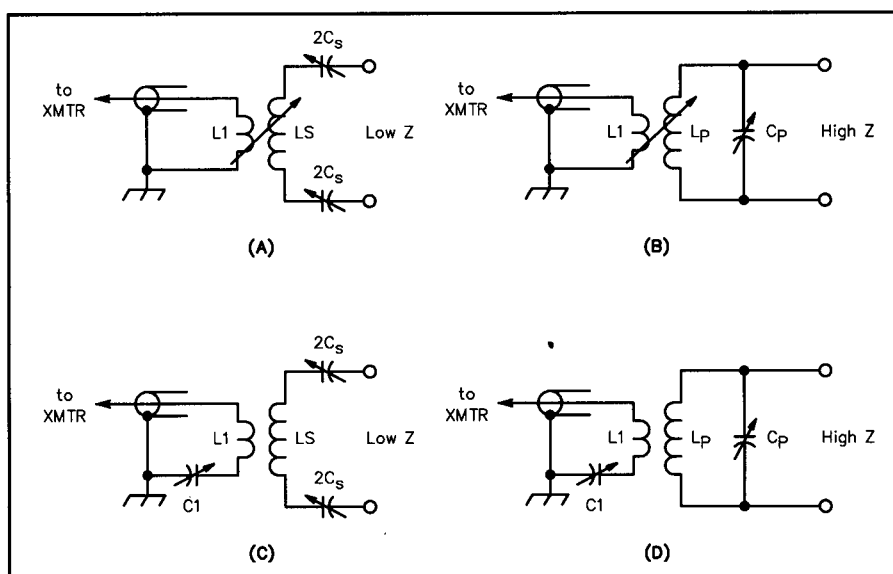 2Cₛ
to
XMTR
L1
LS
Low Z
2Cₛ
(A)
to
XMTR
L1
Lₚ
Cₚ
High Z
(B)
2Cₛ
to
XMTR
L1
LS
Low Z
C1
2Cₛ
(C)
to
XMTR
L1
Lₚ
Cₚ
High Z
C1
(D)